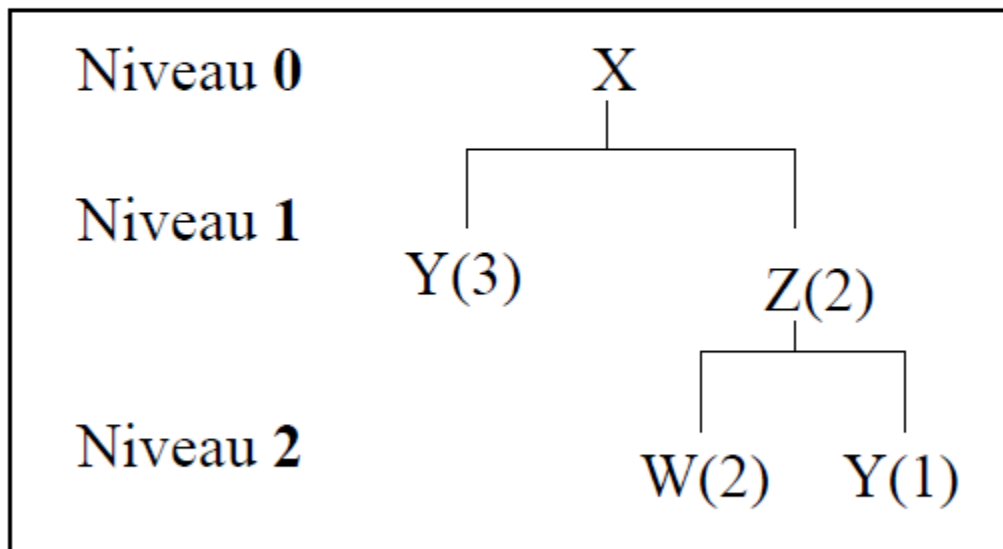 Niveau 0 X
Niveau 1
Y(3) Z(2)
Niveau 2
W(2) Y(1)